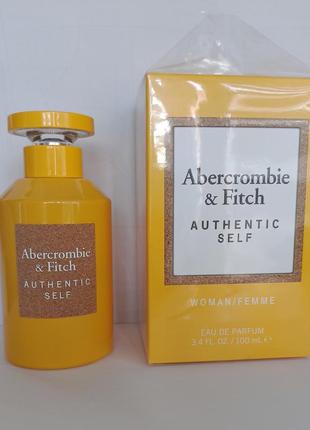 Abercrombie
& Fitch
AUTHENTIC
SELF
Abercrombie
& Fitch
AUTHENTIC
SELF
WOMAN/FEMME
EAU DE PARFUM
3.4 FL. OZ. / 100 mL ℮